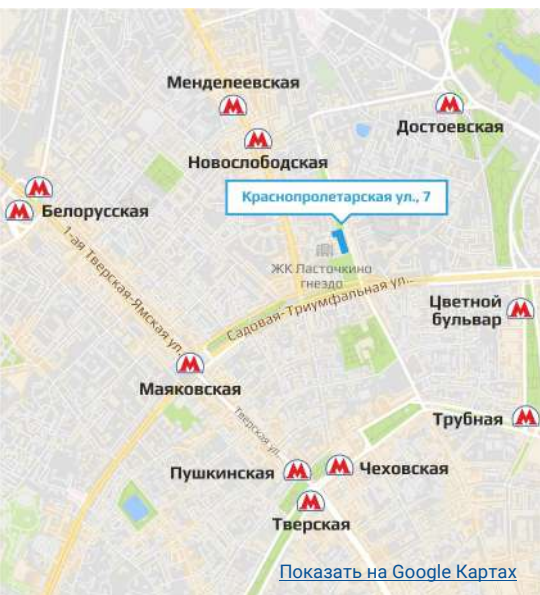 Менделеевская
Достоевская
Новослободская
Краснопролетарская ул., 7
Белорусская
1-ая Тверская-Ямская ул.
ЖК Ласточкино
гнездо
Садовая-Триумфальная ул...
Цветной
бульвар
Маяковская
Тверская ул.
Трубная
Пушкинская
Чеховская
Тверская
Показать на Google Картах